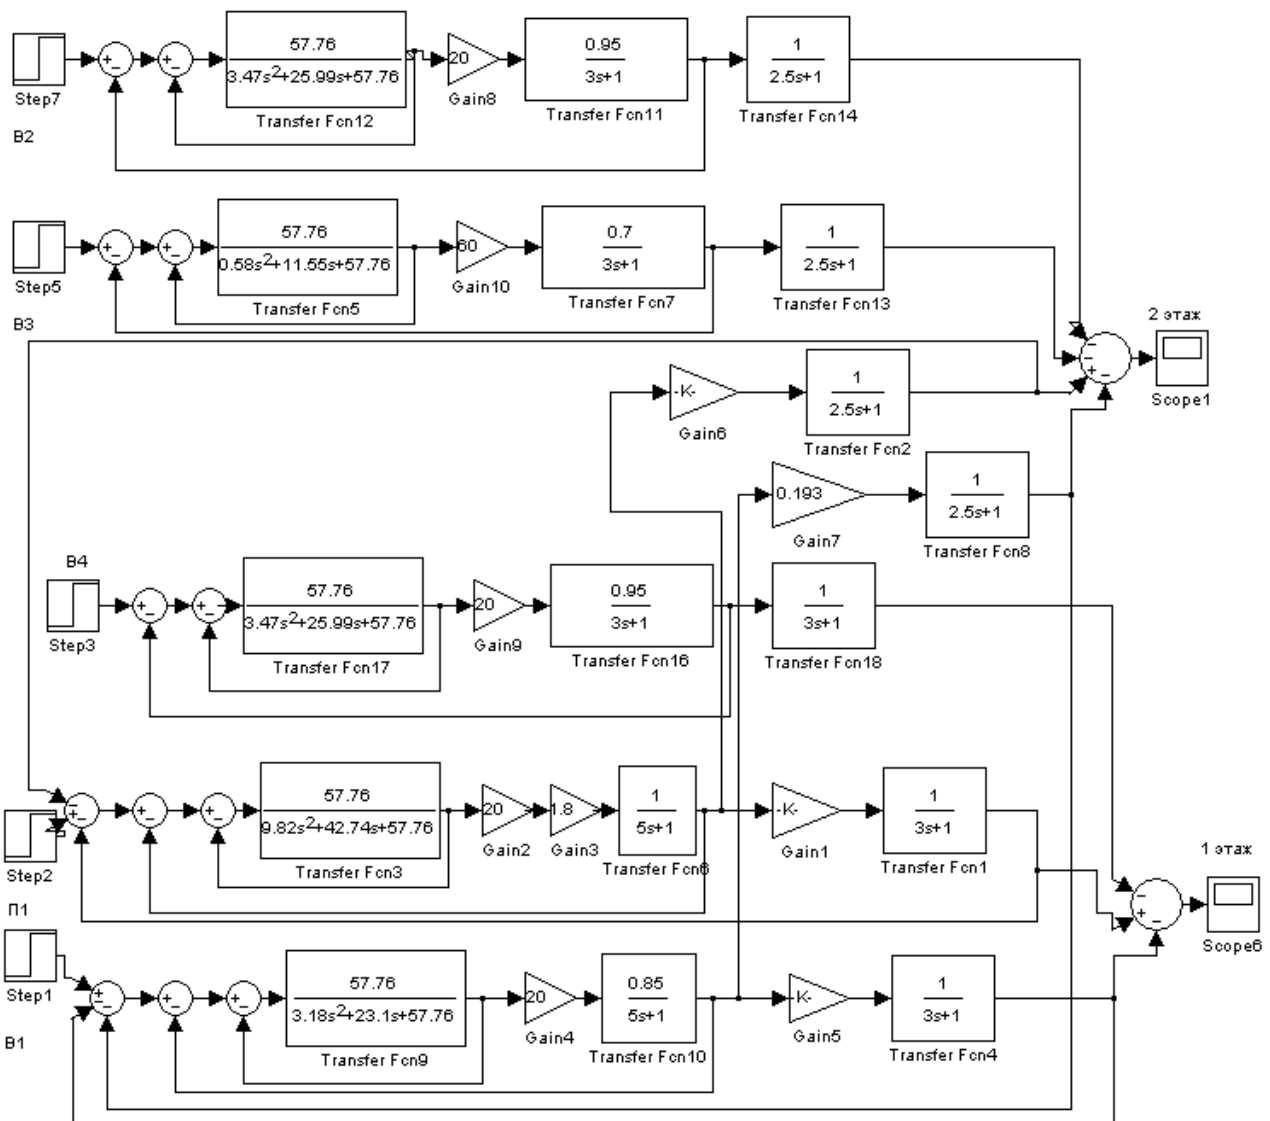 57.76
3.47s²+25.99s+57.76
Transfer Fcn12
20
Gain8
0.95
3s+1
Transfer Fcn11
1
2.5s+1
Transfer Fcn14
Step7
B2
57.76
0.58s²+11.55s+57.76
Transfer Fcn5
60
Gain10
0.7
3s+1
Transfer Fcn7
1
2.5s+1
Transfer Fcn13
Step5
B3
2 этаж
Scope1
-K-
Gain6
1
2.5s+1
Transfer Fcn2
0.193
Gain7
1
2.5s+1
Transfer Fcn8
B4
Step3
57.76
3.47s²+25.99s+57.76
Transfer Fcn17
20
Gain9
0.95
3s+1
Transfer Fcn16
1
3s+1
Transfer Fcn18
57.76
9.82s²+42.74s+57.76
Transfer Fcn3
20
Gain2
1.8
Gain3
1
5s+1
Transfer Fcn6
-K-
Gain1
1
3s+1
Transfer Fcn1
Step2
П1
1 этаж
Scope6
Step1
B1
57.76
3.18s²+23.1s+57.76
Transfer Fcn9
20
Gain4
0.85
5s+1
Transfer Fcn10
-K-
Gain5
1
3s+1
Transfer Fcn4